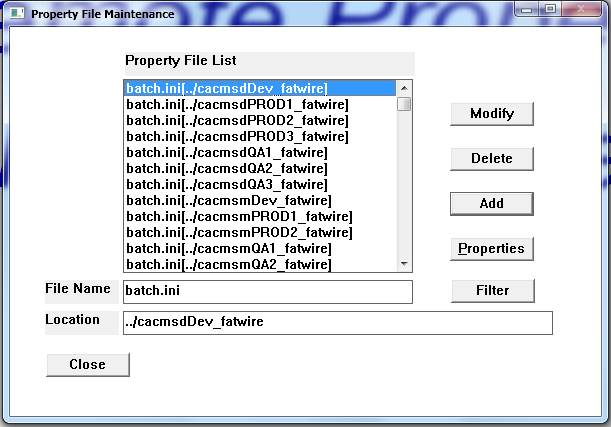 Property File Maintenance
Property File List
batch.ini[../cacmsdDev_fatwire]
batch.ini[../cacmsdPROD1_fatwire]
batch.ini[../cacmsdPROD2_fatwire]
batch.ini[../cacmsdPROD3_fatwire]
batch.ini[../cacmsdQA1_fatwire]
batch.ini[../cacmsdQA2_fatwire]
batch.ini[../cacmsdQA3_fatwire]
batch.ini[../cacmsmDev_fatwire]
batch.ini[../cacmsmPROD1_fatwire]
batch.ini[../cacmsmPROD2_fatwire]
batch.ini[../cacmsmQA1_fatwire]
batch.ini[../cacmsmQA2_fatwire]
Modify
Delete
Add
Properties
Filter
File Name batch.ini
Location ../cacmsdDev_fatwire
Close